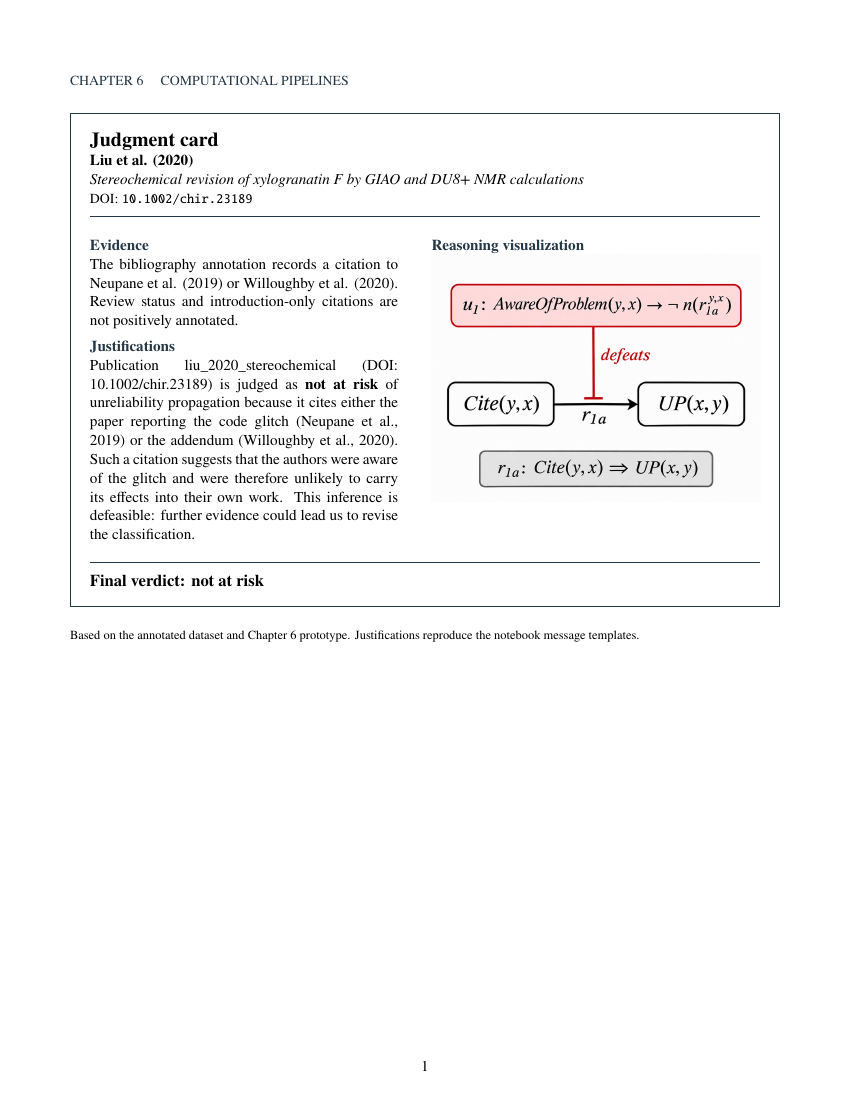 CHAPTER 6 COMPUTATIONAL PIPELINES
Judgment card
Liu et al. (2020)
Stereochemical revision of xylogranatin F by GIAO and DU8+ NMR calculations
DOI: 10.1002/chir.23189
Evidence
The bibliography annotation records a citation to
Neupane et al. (2019) or Willoughby et al. (2020).
Review status and introduction-only citations are
not positively annotated.
Justifications
Publication liu_2020_stereochemical (DOI:
10.1002/chir.23189) is judged as not at risk of
unreliability propagation because it cites either the
paper reporting the code glitch (Neupane et al.,
2019) or the addendum (Willoughby et al., 2020).
Such a citation suggests that the authors were aware
of the glitch and were therefore unlikely to carry
its effects into their own work. This inference is
defeasible: further evidence could lead us to revise
the classification.
Reasoning visualization
u1: AwareOfProblem(y,x) → ¬ n(r1a^y,x)
defeats
Cite(y,x)
r1a
UP(x,y)
r1a: Cite(y,x) ⇒ UP(x,y)
Final verdict: not at risk
Based on the annotated dataset and Chapter 6 prototype. Justifications reproduce the notebook message templates.
1